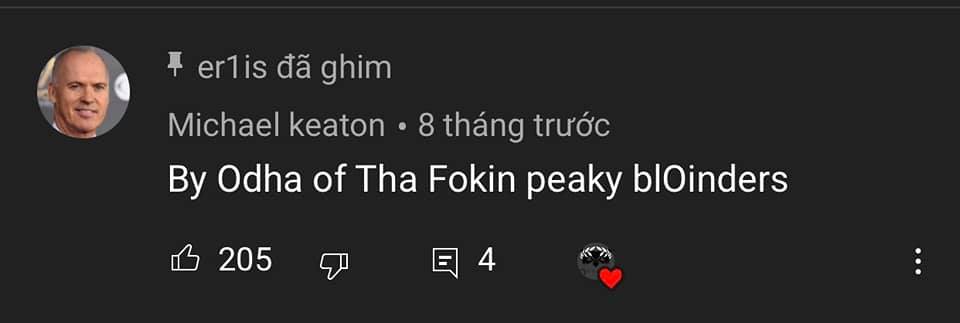 er1is đã ghim
Michael keaton • 8 tháng trước
By Odha of Tha Fokin peaky blOinders
205 4